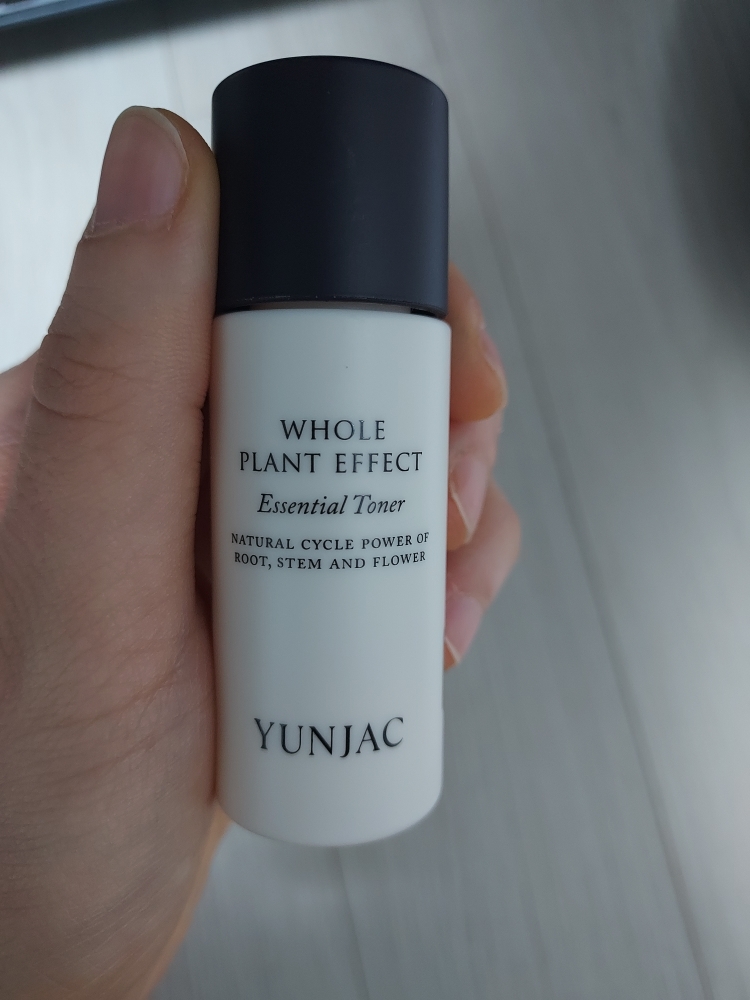 WHOLE
PLANT EFFECT
Essential Toner
NATURAL CYCLE POWER OF
ROOT, STEM AND FLOWER
YUNJAC